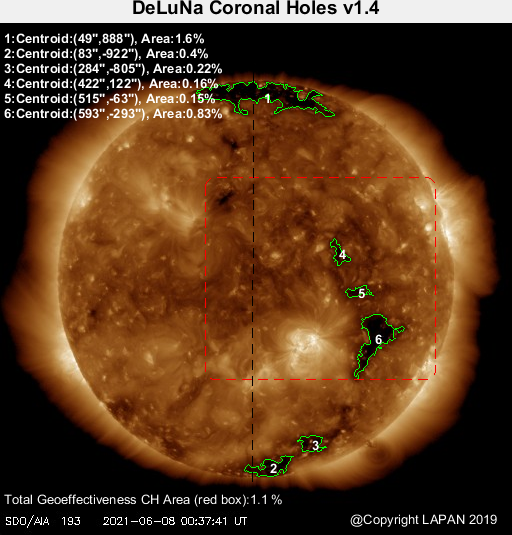 DeLuNa Coronal Holes v1.4
1:Centroid:(49",888"), Area:1.6%
2:Centroid:(83",-922"), Area:0.4%
3:Centroid:(284",-805"), Area:0.22%
4:Centroid:(422",122"), Area:0.16%
5:Centroid:(515",-63"), Area:0.15%
6:Centroid:(593",-293"), Area:0.83%
1
4
5
6
3
2
Total Geoeffectiveness CH Area (red box):1.1 %
SDO/AIA 193 2021-06-08 00:37:41 UT
@Copyright LAPAN 2019